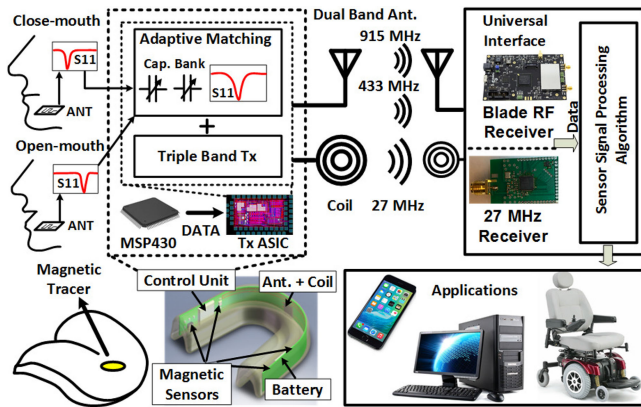 Close-mouth
S11
ANT
Open-mouth
S11
ANT
Adaptive Matching
Cap. Bank
S11
+
Triple Band Tx
MSP430
DATA
Tx ASIC
Dual Band Ant.
915 MHz
433 MHz
Coil
27 MHz
Universal
Interface
Blade RF
Receiver
Data
27 MHz
Receiver
Sensor Signal Processing
Algorithm
Magnetic
Tracer
Control Unit
Ant. + Coil
Magnetic
Sensors
Battery
Applications